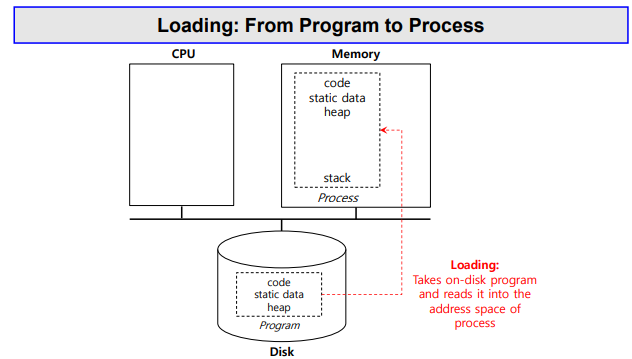 Loading: From Program to Process
CPU
Memory
code
static data
heap
stack
Process
code
static data
heap
Program
Disk
Loading:
Takes on-disk program
and reads it into the
address space of
process